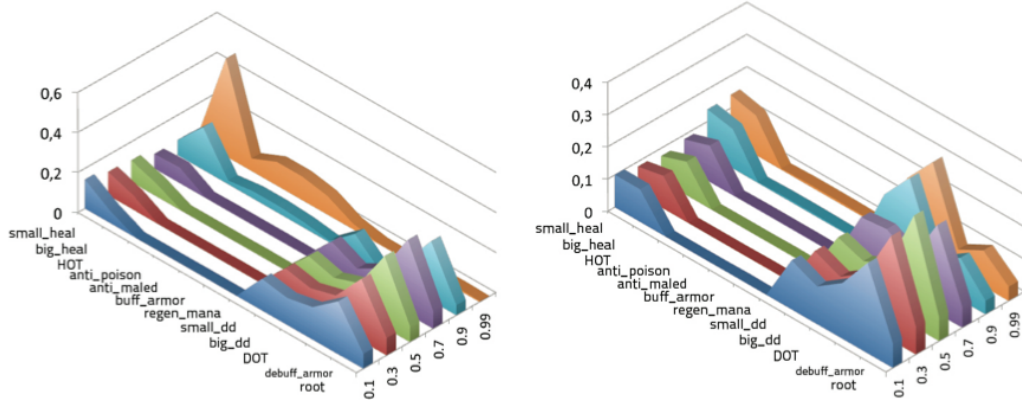 0,6
0,4
0,2
0
small_heal
big_heal
HOT
anti_poison
anti_maled
buff_armor
regen_mana
small_dd
big_dd
DOT
debuff_armor
root
0.1
0.3
0.5
0.7
0.9
0.99
0,4
0,3
0,2
0,1
0
small_heal
big_heal
HOT
anti_poison
anti_maled
buff_armor
regen_mana
small_dd
big_dd
DOT
debuff_armor
root
0.1
0.3
0.5
0.7
0.9
0.99